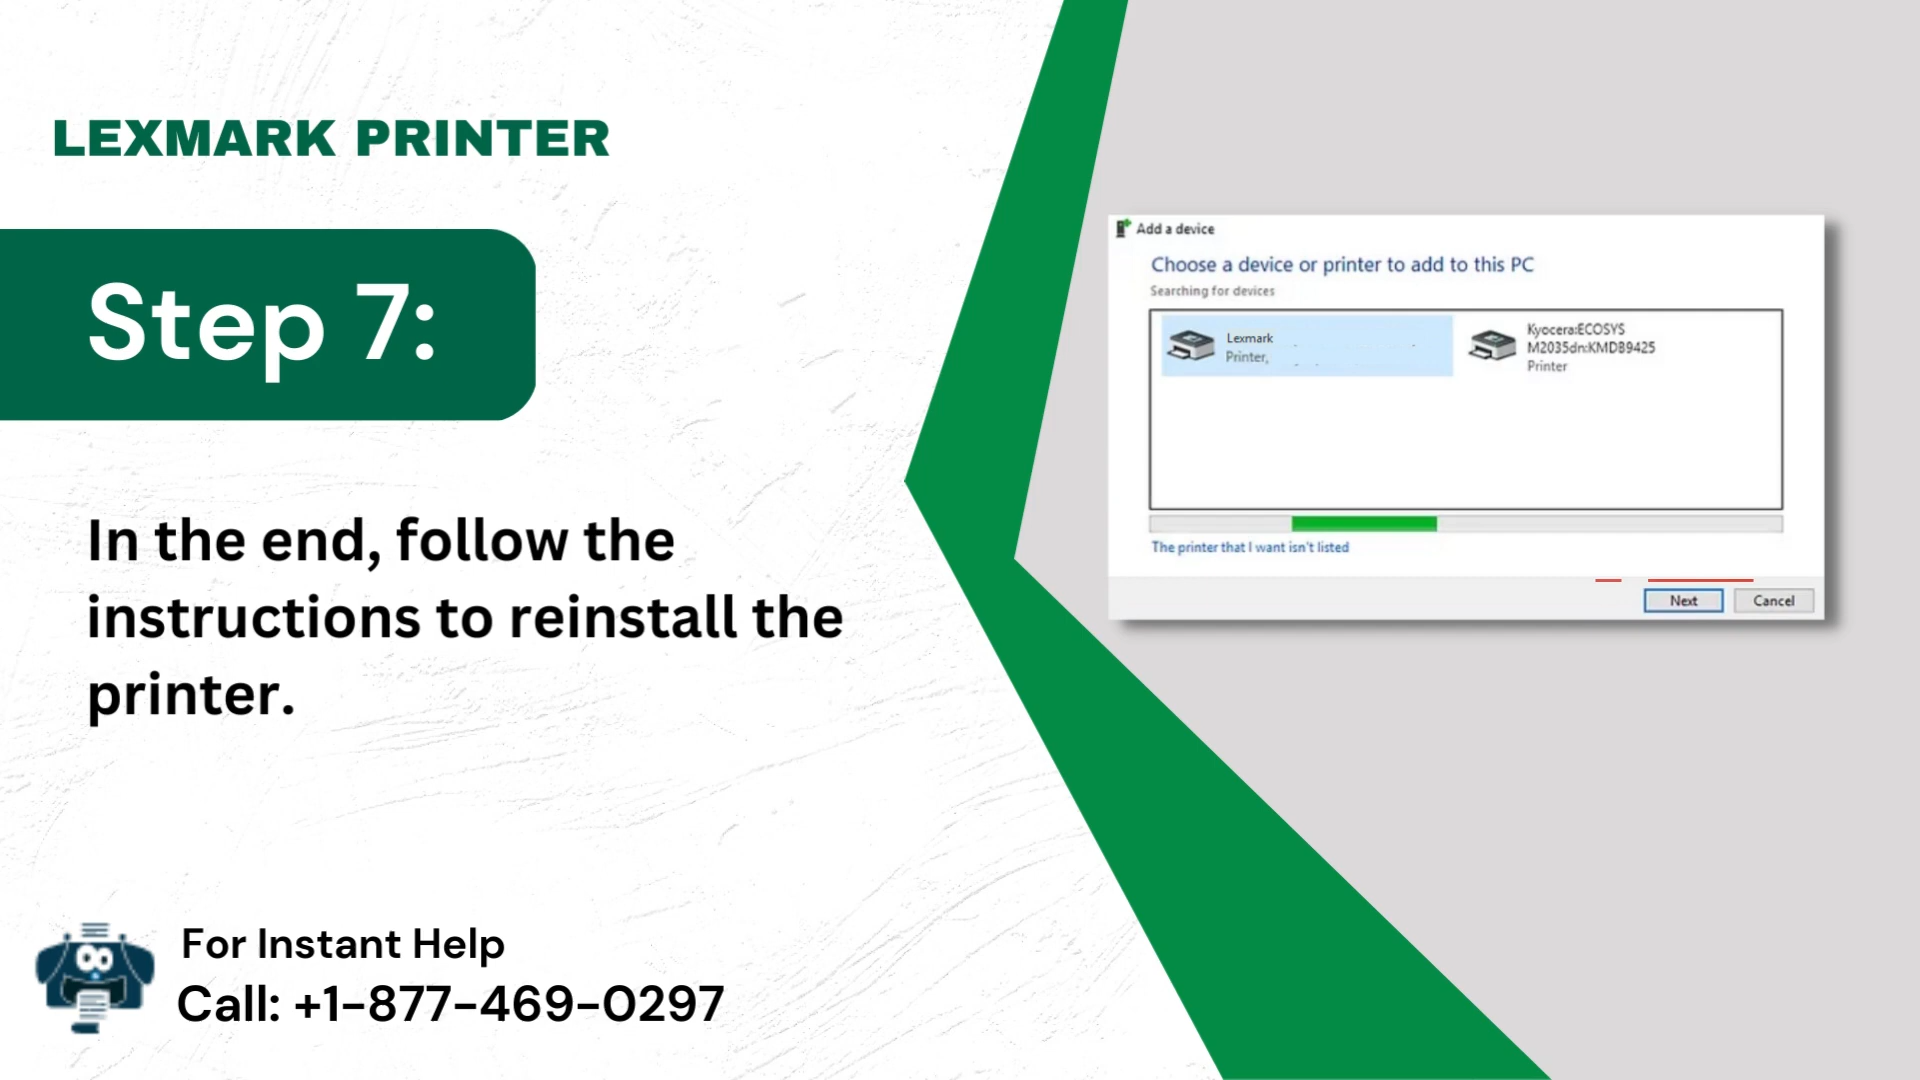 LEXMARK PRINTER
Step 7:
In the end, follow the
instructions to reinstall the
printer.
For Instant Help
Call: +1-877-469-0297
Add a device
Choose a device or printer to add to this PC
Searching for devices
Lexmark
Printer,
Kyocera:ECOSYS
M2035dn:KMDB9425
Printer
The printer that I want isn't listed
Next
Cancel